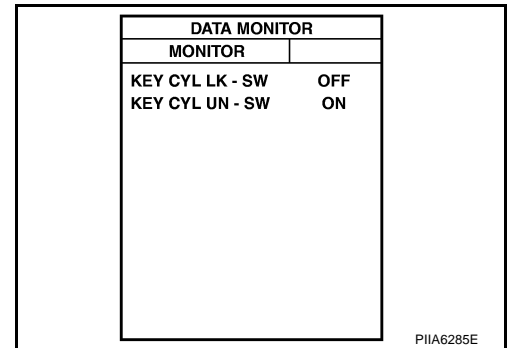 DATA MONITOR
MONITOR
KEY CYL LK - SW OFF
KEY CYL UN - SW ON
PIIA6285E